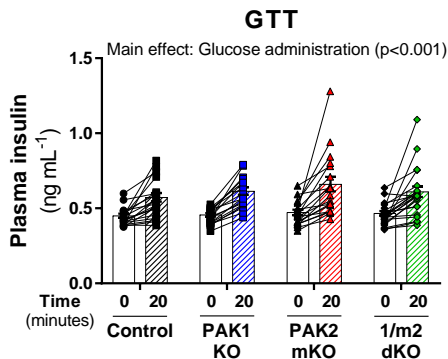 GTT
Main effect: Glucose administration (p<0.001)
Plasma insulin
(ng mL-1)
1.5
1.0
0.5
0.0
Time
(minutes)
0 20 0 20 0 20 0 20
Control PAK1 KO PAK2 mKO 1/m2 dKO